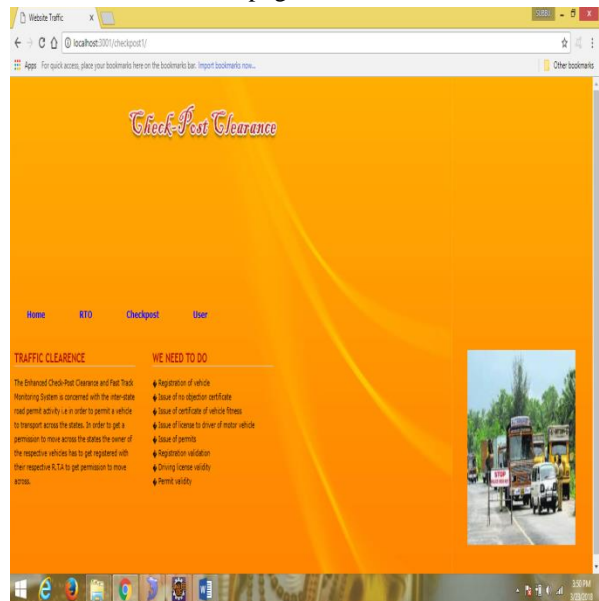 Website Traffic
localhost:3001/checkpost1/
Apps For quick access, place your bookmarks here on the bookmarks bar. Import bookmarks now... Other bookmarks
Check-Post Clearance
Home RTO Checkpost User
TRAFFIC CLEARENCE
The Enhanced Check-Post Clearance and Fast Track
Monitoring System is concerned with the inter-state
road permit activity i.e in order to permit a vehicle
to transport across the states. In order to get a
permission to move across the states the owner of
the respective vehicles has to get registered with
their respective R.T.A to get permission to move
across.
WE NEED TO DO
Registration of vehicle
Issue of no objection certificate
Issue of certificate of vehicle fitness
Issue of license to driver of motor vehicle
Issue of permits
Registration validation
Driving license validity
Permit validity
STOP
3:50 PM
3/23/2018